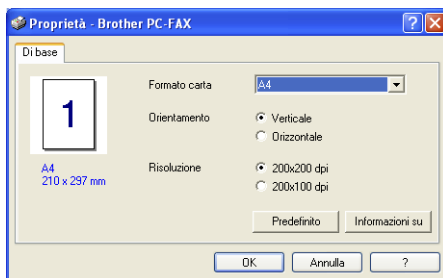 Proprietà - Brother PC-FAX
?
Di base
Formato carta
A4
1
Orientamento
Verticale
Orizzontale
A4
210 x 297 mm
Risoluzione
200x200 dpi
200x100 dpi
Predefinito
Informazioni su
OK
Annulla
?